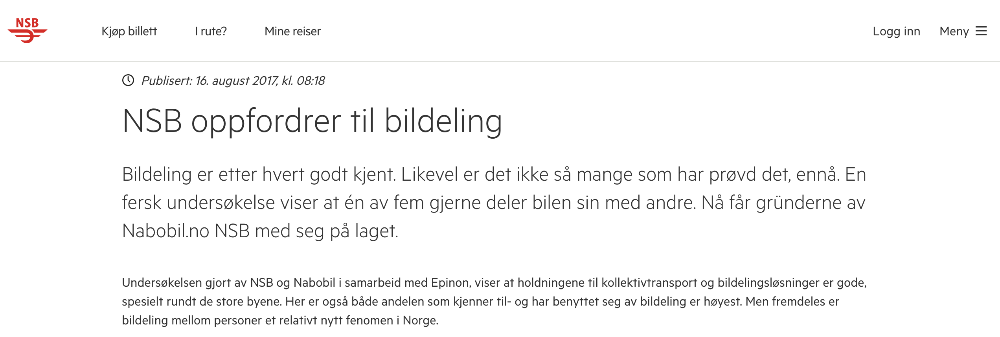 NSB
Kjøp billett
I rute?
Mine reiser
Logg inn
Meny
Publisert: 16. august 2017, kl. 08:18
NSB oppfordrer til bildeling
Bildeling er etter hvert godt kjent. Likevel er det ikke så mange som har prøvd det, ennå. En
fersk undersøkelse viser at én av fem gjerne deler bilen sin med andre. Nå får gründerne av
Nabobil.no NSB med seg på laget.
Undersøkelsen gjort av NSB og Nabobil i samarbeid med Epinon, viser at holdningene til kollektivtransport og bildelingsløsninger er gode,
spesielt rundt de store byene. Her er også både andelen som kjenner til- og har benyttet seg av bildeling er høyest. Men fremdeles er
bildeling mellom personer et relativt nytt fenomen i Norge.